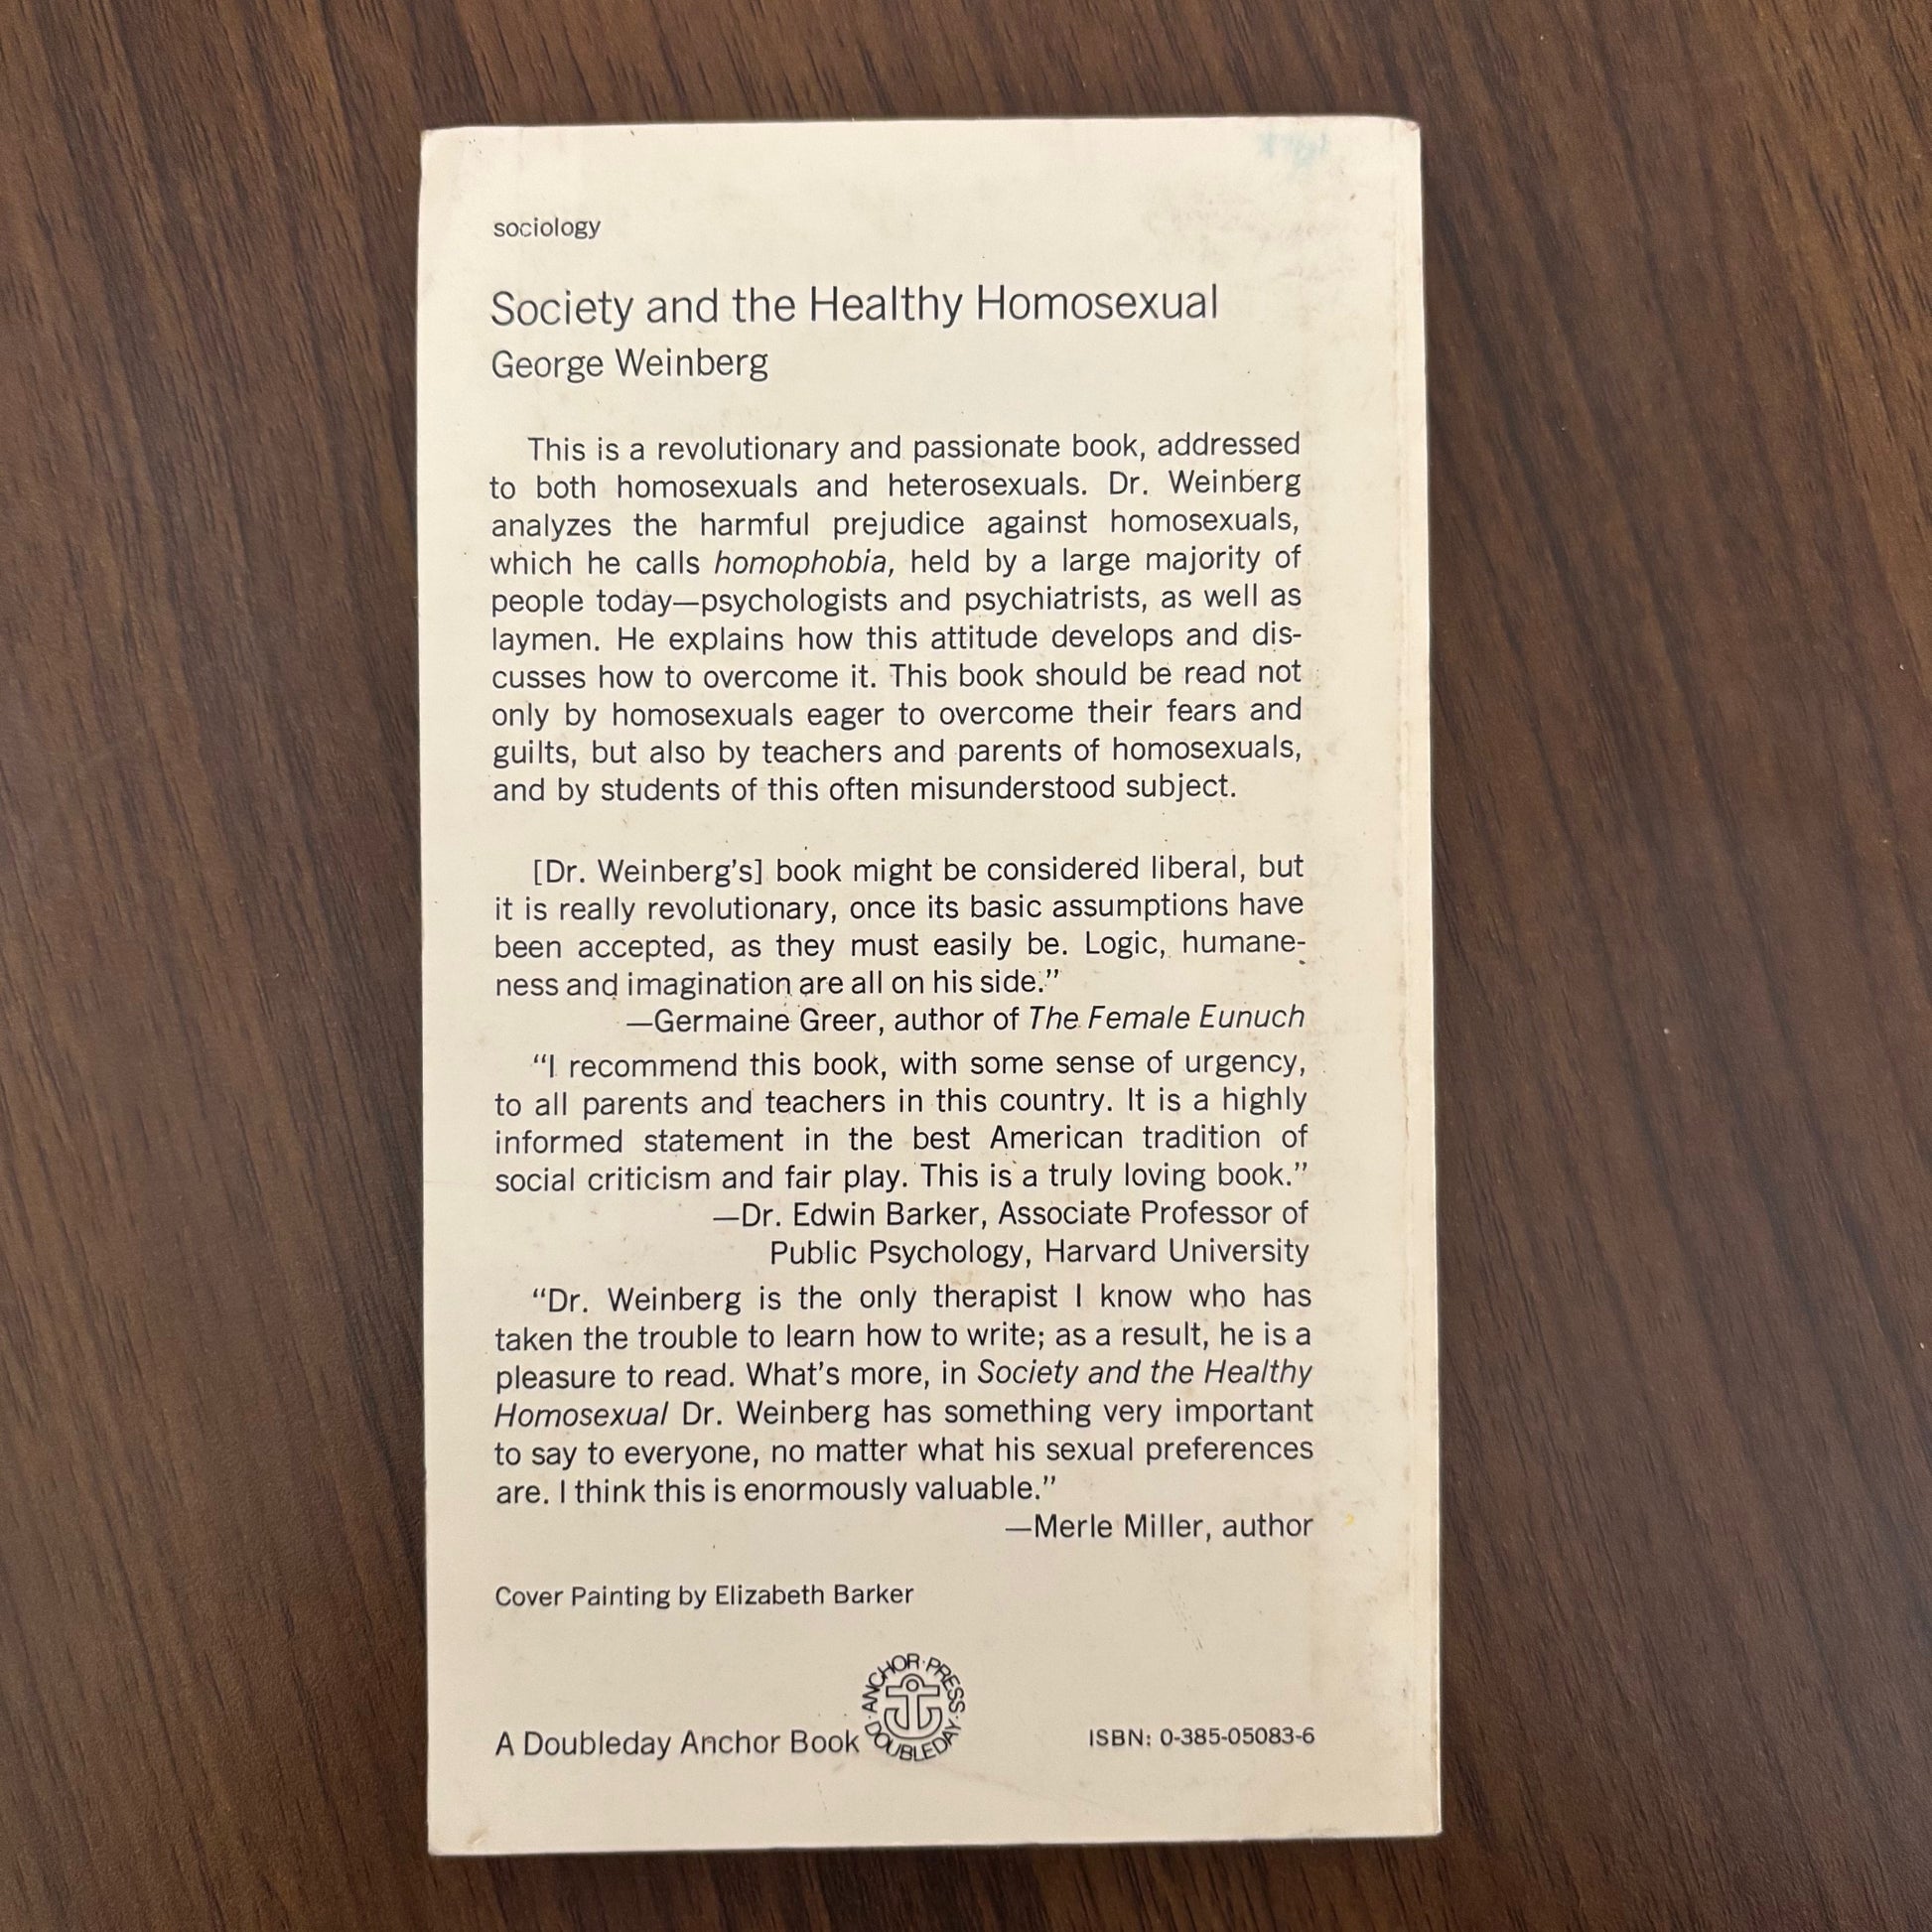 sociology
Society and the Healthy Homosexual
George Weinberg
This is a revolutionary and passionate book, addressed
to both homosexuals and heterosexuals. Dr. Weinberg
analyzes the harmful prejudice against homosexuals,
which he calls homophobia, held by a large majority of
people today—psychologists and psychiatrists, as well as
laymen. He explains how this attitude develops and dis-
cusses how to overcome it. This book should be read not
only by homosexuals eager to overcome their fears and
guilts, but also by teachers and parents of homosexuals,
and by students of this often misunderstood subject.
[Dr. Weinberg's] book might be considered liberal, but
it is really revolutionary, once its basic assumptions have
been accepted, as they must easily be. Logic, humane-
ness and imagination are all on his side.”
—Germaine Greer, author of The Female Eunuch
“I recommend this book, with some sense of urgency,
to all parents and teachers in this country. It is a highly
informed statement in the best American tradition of
social criticism and fair play. This is a truly loving book.”
—Dr. Edwin Barker, Associate Professor of
Public Psychology, Harvard University
“Dr. Weinberg is the only therapist I know who has
taken the trouble to learn how to write; as a result, he is a
pleasure to read. What's more, in Society and the Healthy
Homosexual Dr. Weinberg has something very important
to say to everyone, no matter what his sexual preferences
are. I think this is enormously valuable.”
—Merle Miller, author
Cover Painting by Elizabeth Barker
A Doubleday Anchor Book
ANCHOR · PRESS · DOUBLEDAY ·
ISBN: 0-385-05083-6